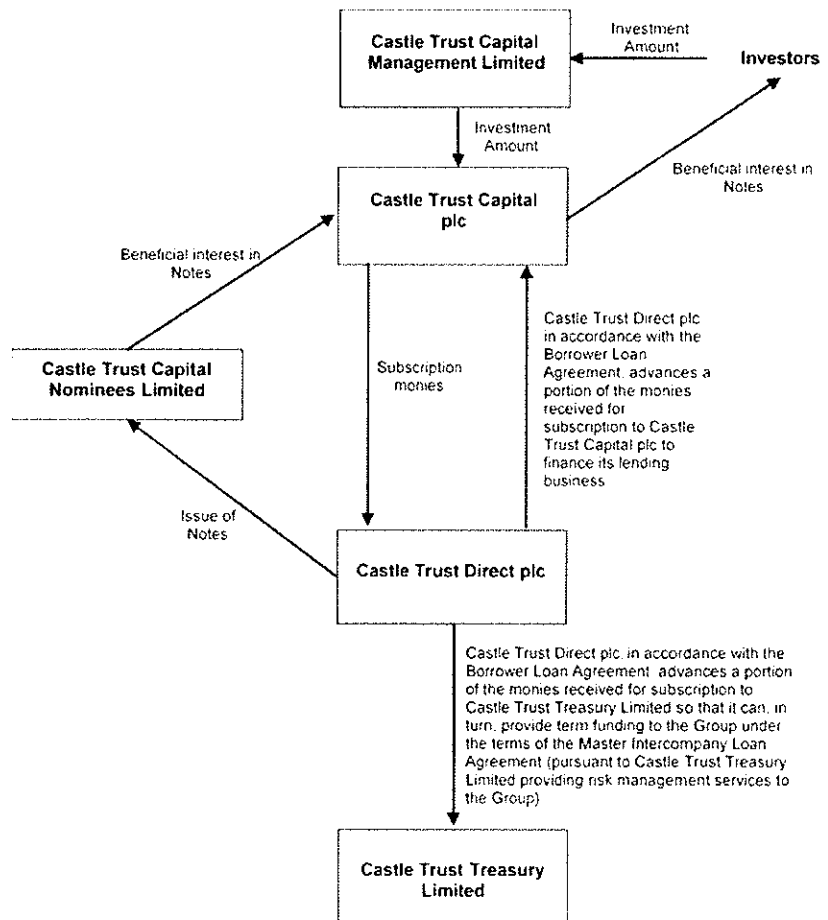 Castle Trust Capital
Management Limited
Investment
Amount
Investors
Investment
Amount
Castle Trust Capital
plc
Beneficial interest in
Notes
Beneficial interest in
Notes
Castle Trust Capital
Nominees Limited
Subscription
monies
Castle Trust Direct plc
in accordance with the
Borrower Loan
Agreement, advances a
portion of the monies
received for
subscription to Castle
Trust Capital plc to
finance its lending
business
Issue of
Notes
Castle Trust Direct plc
Castle Trust Direct plc, in accordance with the
Borrower Loan Agreement advances a portion
of the monies received for subscription to
Castle Trust Treasury Limited so that it can, in
turn, provide term funding to the Group under
the terms of the Master Intercompany Loan
Agreement (pursuant to Castle Trust Treasury
Limited providing risk management services to
the Group)
Castle Trust Treasury
Limited